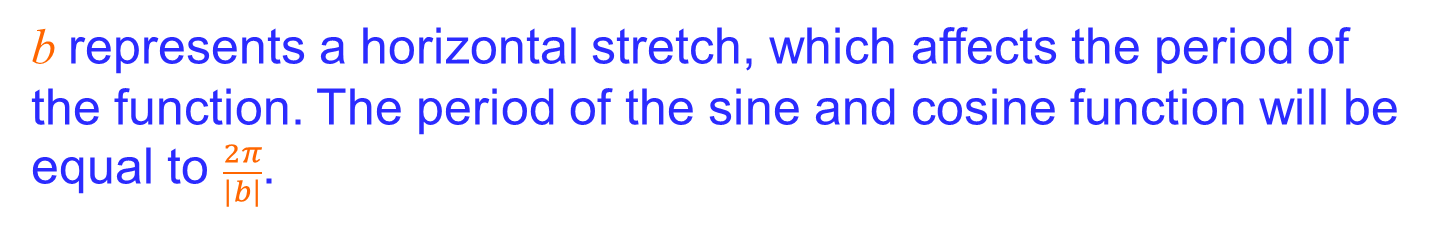 b represents a horizontal stretch, which affects the period of
the function. The period of the sine and cosine function will be
equal to 2π/|b|.